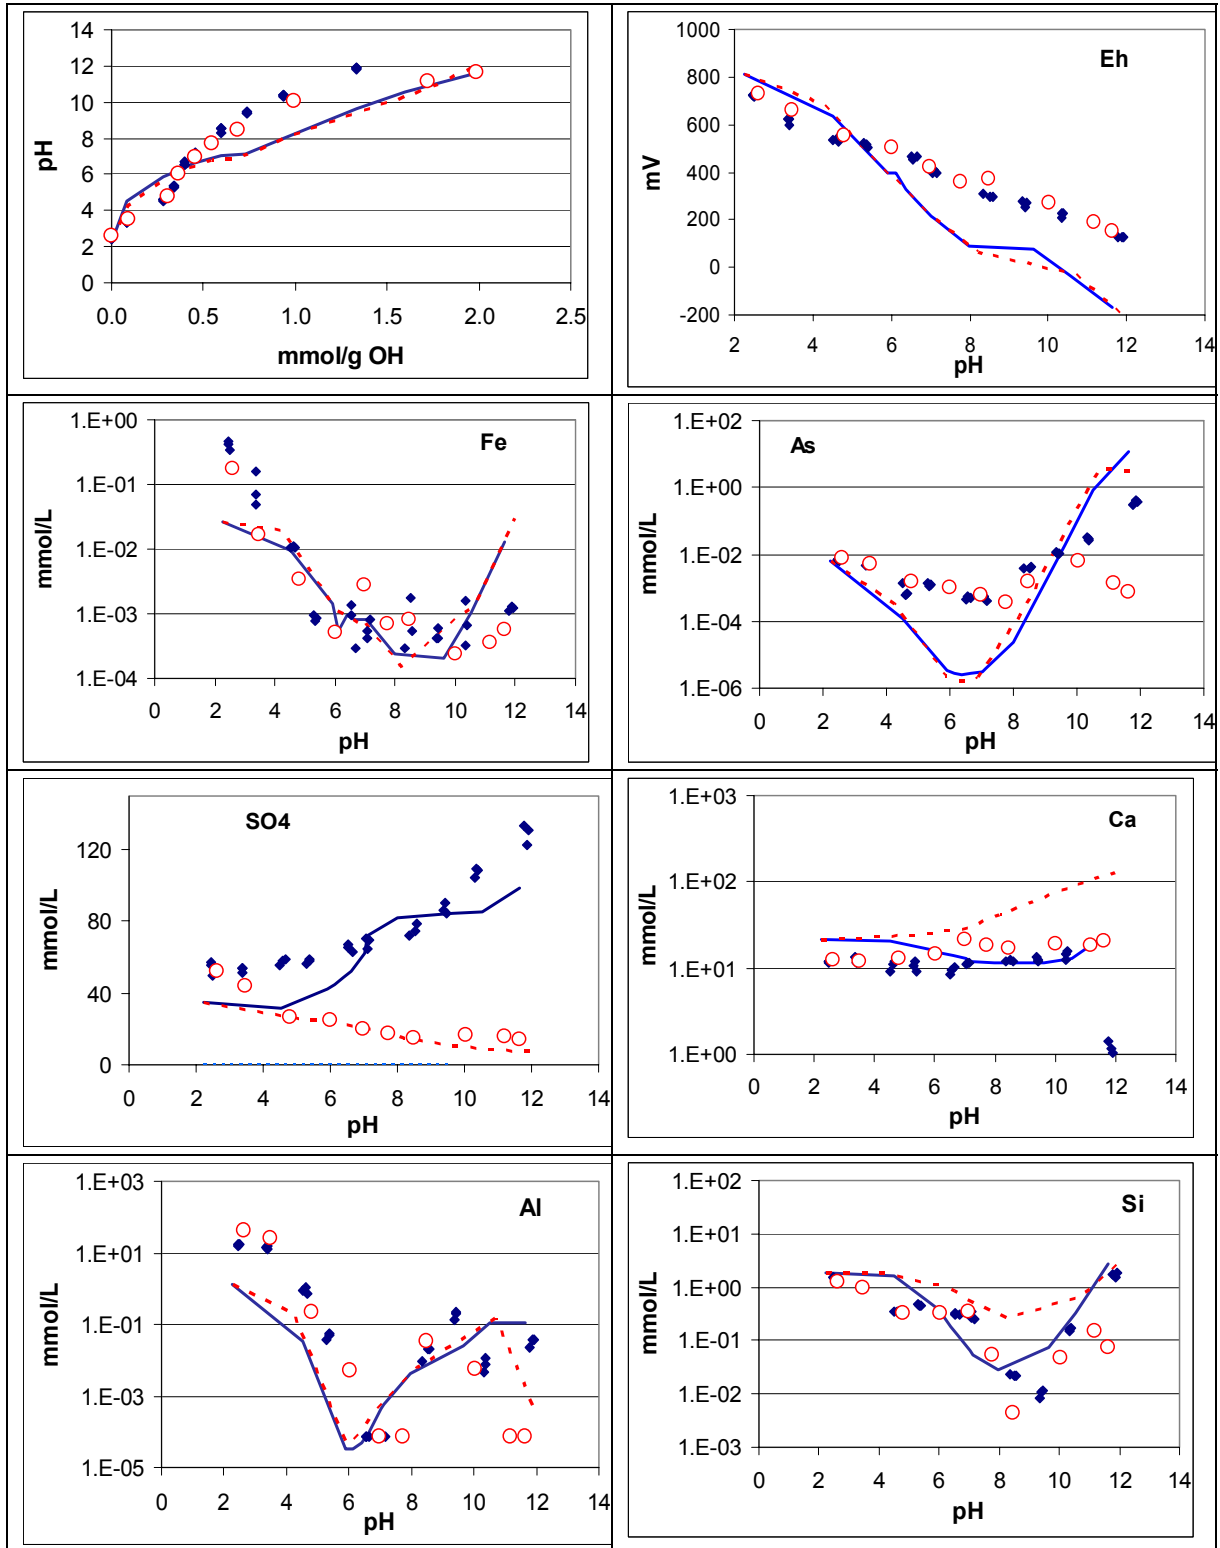 14
12
10
8
6
4
2
0
pH
0.0 0.5 1.0 1.5 2.0 2.5
mmol/g OH
1000
800
600
400
200
0
-200
mV
Eh
2 4 6 8 10 12 14
pH
1.E+00
1.E-01
1.E-02
1.E-03
1.E-04
mmol/L
Fe
0 2 4 6 8 10 12 14
pH
1.E+02
1.E+00
1.E-02
1.E-04
1.E-06
mmol/L
As
0 2 4 6 8 10 12 14
pH
120
80
40
0
mmol/L
SO4
0 2 4 6 8 10 12 14
pH
1.E+03
1.E+02
1.E+01
1.E+00
mmol/L
Ca
0 2 4 6 8 10 12 14
pH
1.E+03
1.E+01
1.E-01
1.E-03
1.E-05
mmol/L
Al
0 2 4 6 8 10 12 14
pH
1.E+02
1.E+01
1.E+00
1.E-01
1.E-02
1.E-03
mmol/L
Si
0 2 4 6 8 10 12 14
pH